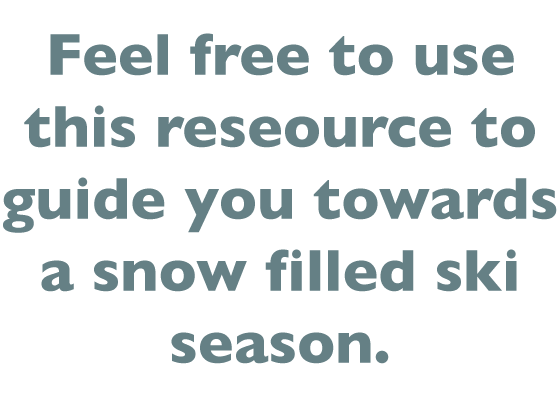 Feel free to use
this reseource to
guide you towards
a snow filled ski
season.